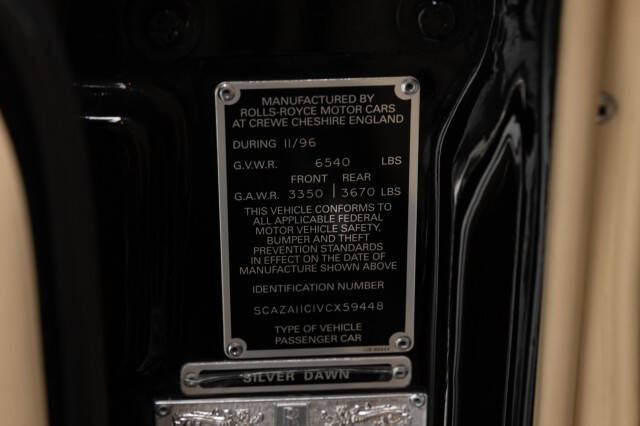 MANUFACTURED BY
ROLLS-ROYCE MOTOR CARS
AT CREWE CHESHIRE ENGLAND
DURING 11/96
G.V.W.R. 6540 LBS
FRONT REAR
G.A.W.R. 3350 | 3670 LBS
THIS VEHICLE CONFORMS TO
ALL APPLICABLE FEDERAL
MOTOR VEHICLE SAFETY,
BUMPER AND THEFT
PREVENTION STANDARDS
IN EFFECT ON THE DATE OF
MANUFACTURE SHOWN ABOVE
IDENTIFICATION NUMBER
SCAZA11C1VCX59448
TYPE OF VEHICLE
PASSENGER CAR
SILVER DAWN